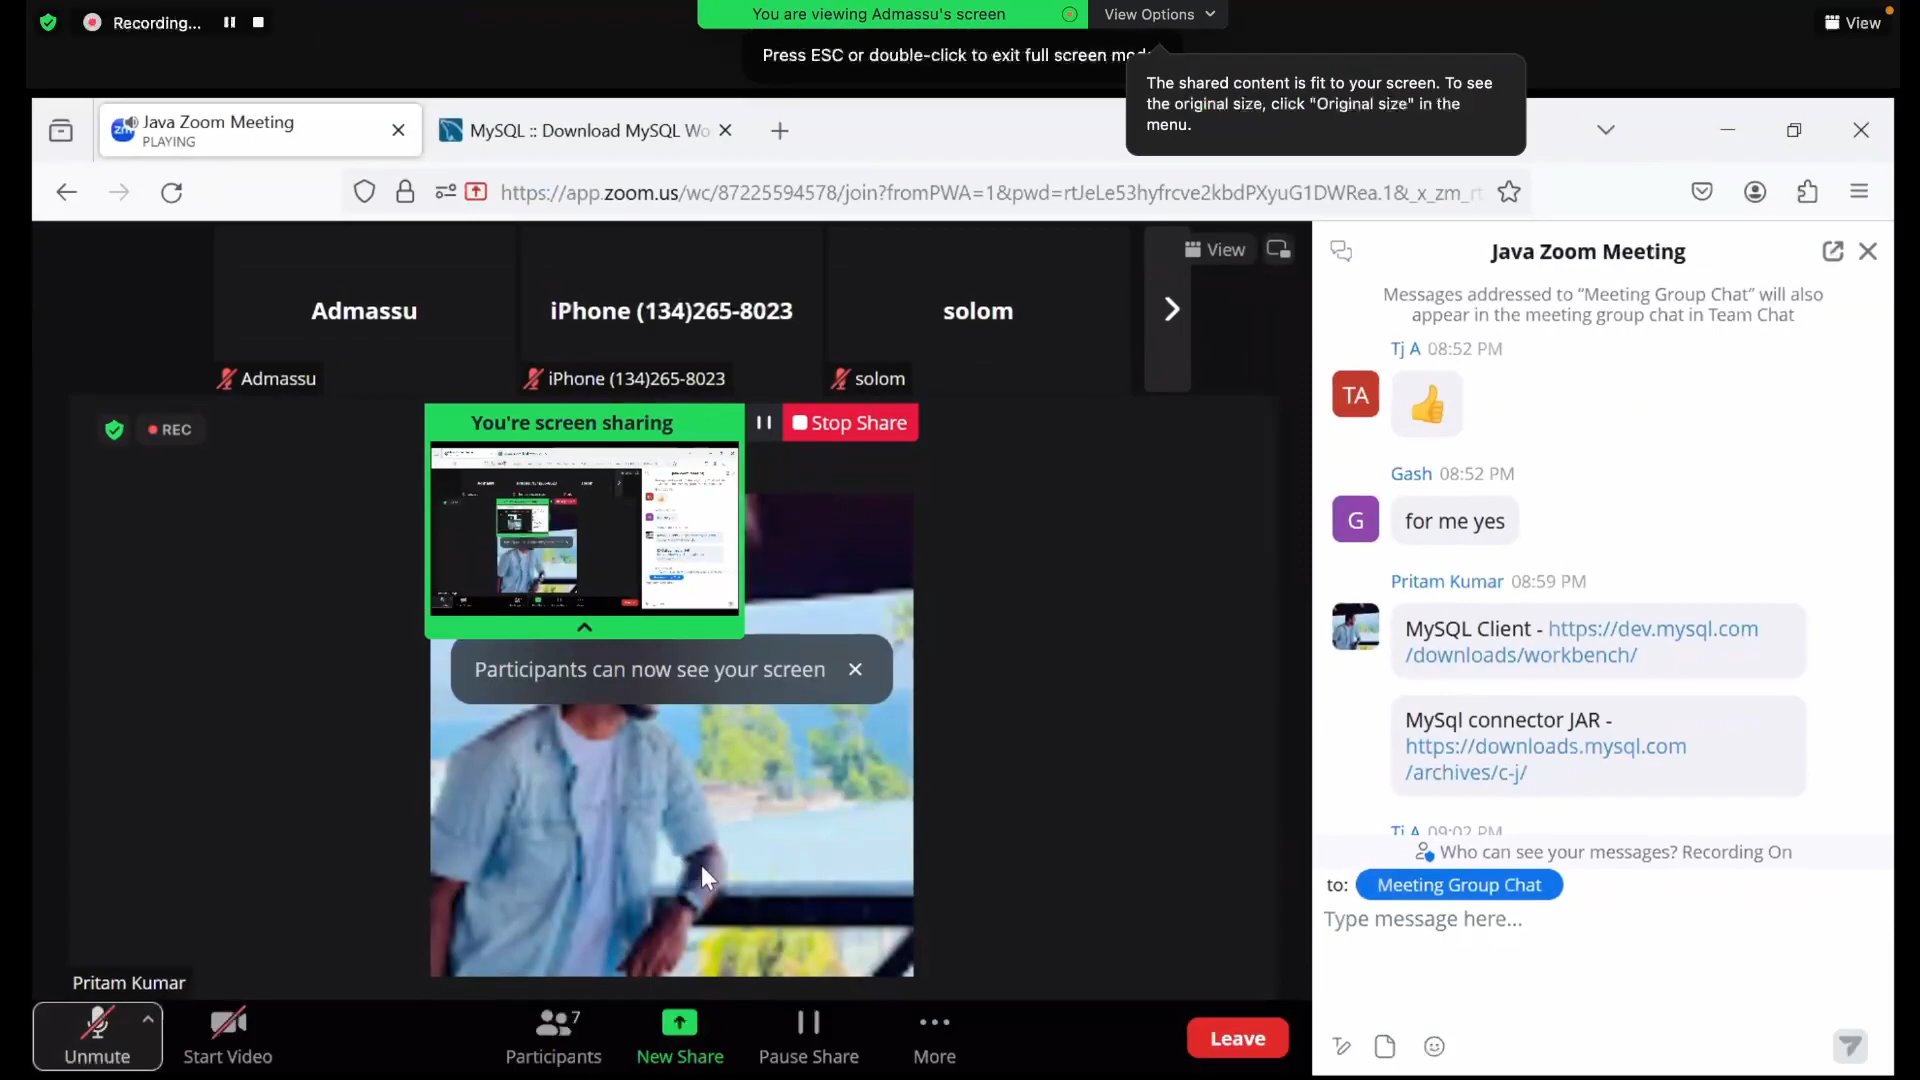 Recording...
You are viewing Admassu's screen
View Options
View
Press ESC or double-click to exit full screen mod
The shared content is fit to your screen. To see
the original size, click "Original size" in the
menu.
Java Zoom Meeting
PLAYING
MySQL :: Download MySQL Wo
https://app.zoom.us/wc/87225594578/join?fromPWA=1&pwd=rtJeLe53hyfrcve2kbdPXyuG1DWRea.1&_x_zm_rt
View
Admassu
iPhone (134)265-8023
solom
Admassu
iPhone (134)265-8023
solom
REC
You're screen sharing
Stop Share
Participants can now see your screen
Pritam Kumar
Unmute
Start Video
7
Participants
New Share
Pause Share
More
Leave
Java Zoom Meeting
Messages addressed to “Meeting Group Chat” will also
appear in the meeting group chat in Team Chat
Tj A 08:52 PM
TA
Gash 08:52 PM
G
for me yes
Pritam Kumar 08:59 PM
MySQL Client - https://dev.mysql.com
/downloads/workbench/
MySql connector JAR -
https://downloads.mysql.com
/archives/c-j/
Tj A 09:02 PM
Who can see your messages? Recording On
to: Meeting Group Chat
Type message here...